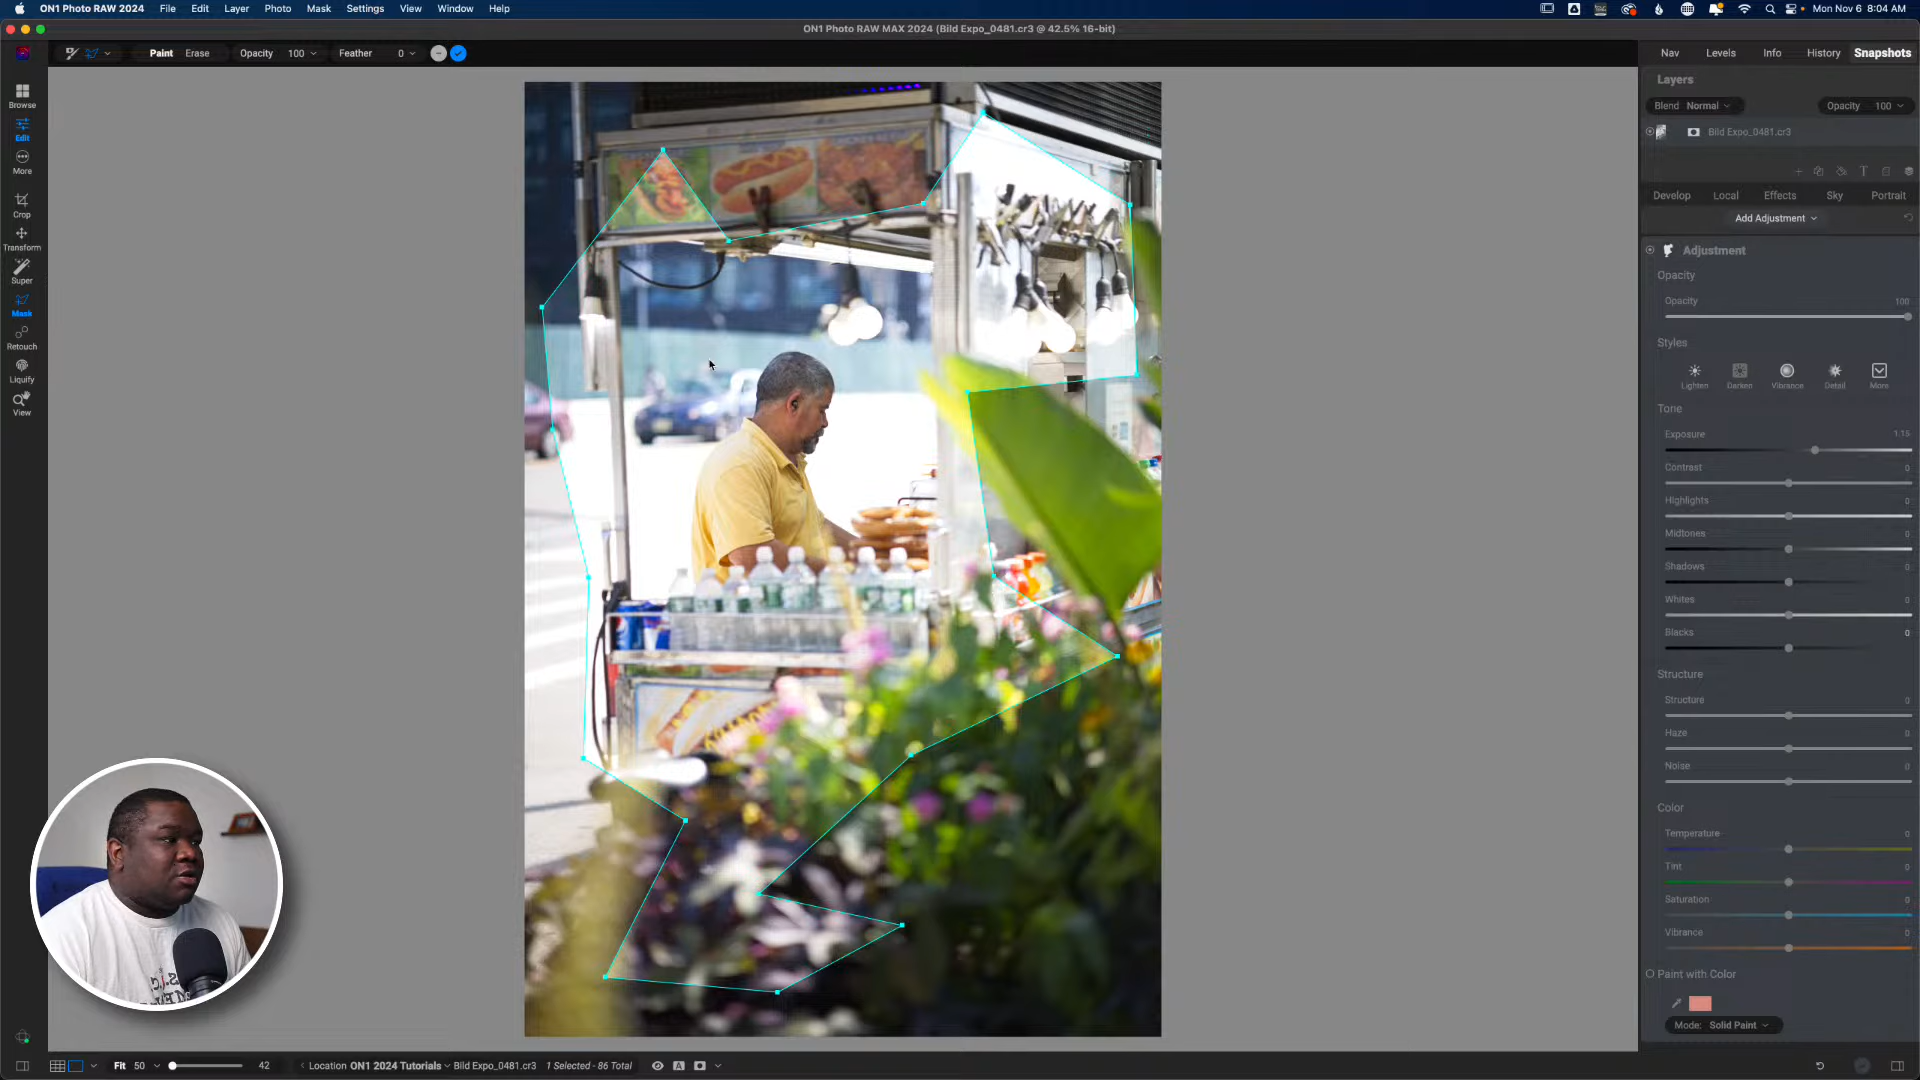 ON1 Photo RAW 2024 File Edit Layer Photo Mask Settings View Window Help Mon Nov 6 8:04 AM
ON1 Photo RAW MAX 2024 (Bild Expo_0481.cr3 @ 42.5% 16-bit)
Paint Erase Opacity 100 Feather 0
Nav Levels Info History Snapshots
Layers
Blend Normal Opacity 100
Bild Expo_0481.cr3
Develop Local Effects Sky Portrait
Add Adjustment
Adjustment
Opacity
Opacity 100
Styles
Lighten Darken Vibrance Detail More
Tone
Exposure 1.15
Contrast 0
Highlights 0
Midtones 0
Shadows 0
Whites 0
Blacks 0
Structure
Structure 0
Haze 0
Noise 0
Color
Temperature 0
Tint 0
Saturation 0
Vibrance 0
Paint with Color
Mode: Solid Paint
Browse
Edit
More
Crop
Transform
Super
Mask
Retouch
Liquify
View
Fit 50 42 Location ON1 2024 Tutorials Bild Expo_0481.cr3 1 Selected - 86 Total